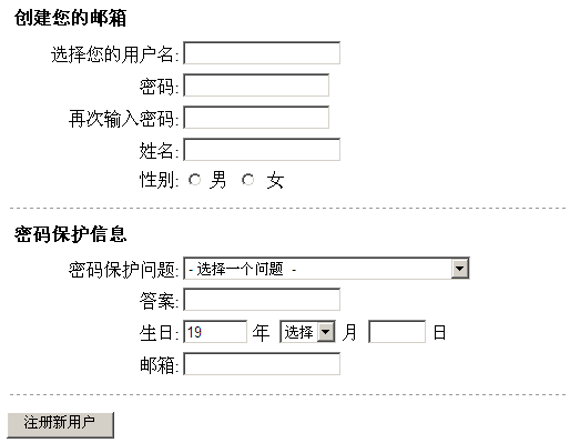 创建您的邮箱
选择您的用户名:
密码:
再次输入密码:
姓名:
性别: 男 女
密码保护信息
密码保护问题: - 选择一个问题 -
答案:
生日: 19 年 选择 月 日
邮箱:
注册新用户